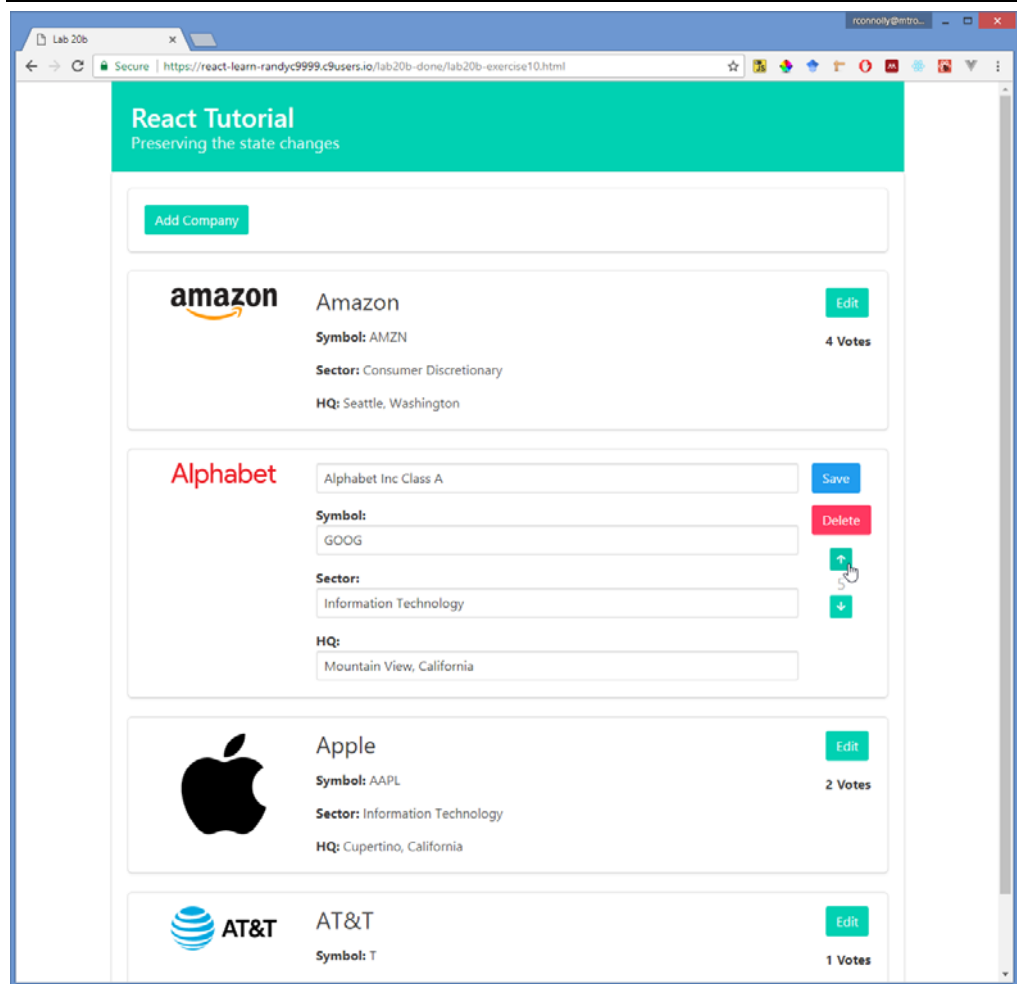 rconnolly@mtro...
Lab 20b
Secure | https://react-learn-randyc9999.c9users.io/lab20b-done/lab20b-exercise10.html
React Tutorial
Preserving the state changes
Add Company
amazon
Amazon
Edit
Symbol: AMZN
4 Votes
Sector: Consumer Discretionary
HQ: Seattle, Washington
Alphabet
Alphabet Inc Class A
Save
Symbol:
Delete
GOOG
Sector:
5
Information Technology
HQ:
Mountain View, California
Apple
Edit
Symbol: AAPL
2 Votes
Sector: Information Technology
HQ: Cupertino, California
AT&T
AT&T
Edit
Symbol: T
1 Votes